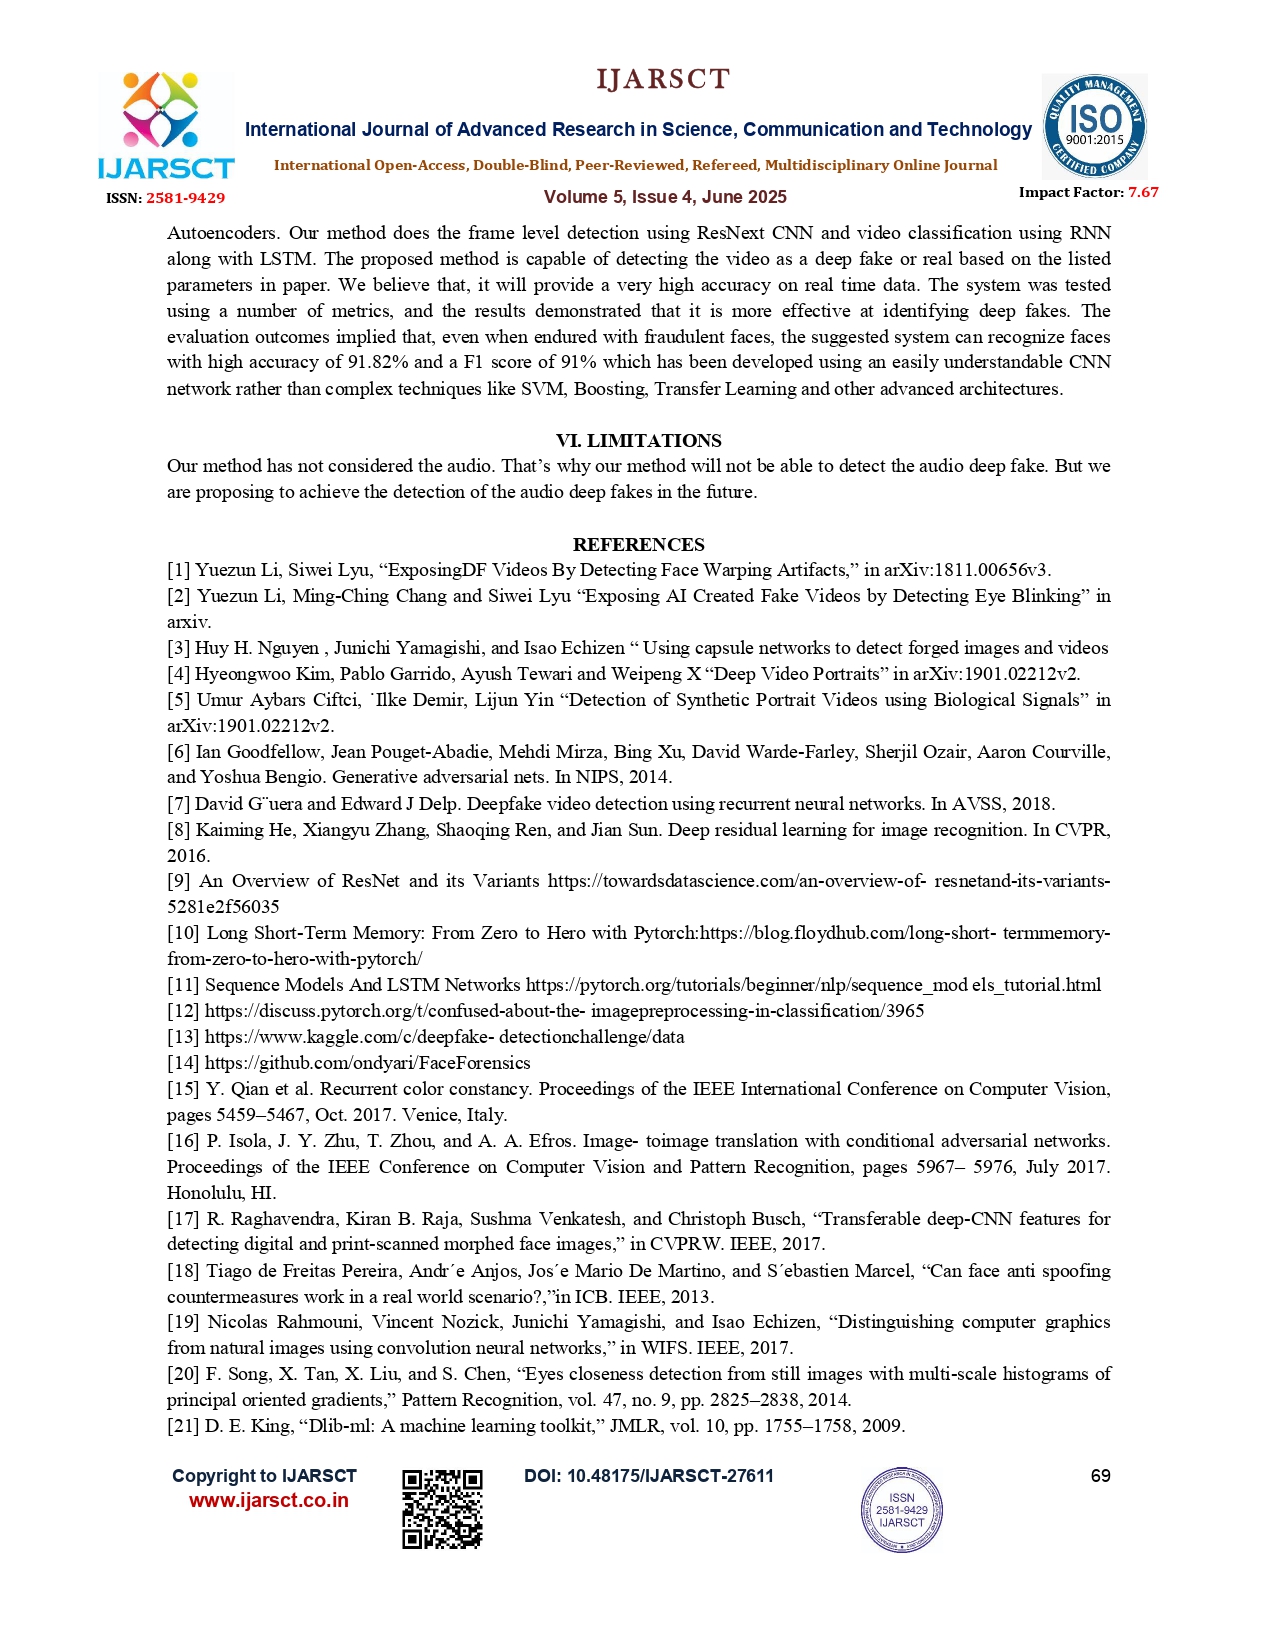 IJARSCT
International Journal of Advanced Research in Science, Communication and Technology
International Open-Access, Double-Blind, Peer-Reviewed, Refereed, Multidisciplinary Online Journal
IJARSCT
ISSN: 2581-9429
Volume 5, Issue 4, June 2025
QUALITY MANAGEMENT
ISO
9001:2015
CERTIFIED COMPANY
Impact Factor: 7.67
Autoencoders. Our method does the frame level detection using ResNext CNN and video classification using RNN
along with LSTM. The proposed method is capable of detecting the video as a deep fake or real based on the listed
parameters in paper. We believe that, it will provide a very high accuracy on real time data. The system was tested
using a number of metrics, and the results demonstrated that it is more effective at identifying deep fakes. The
evaluation outcomes implied that, even when endured with fraudulent faces, the suggested system can recognize faces
with high accuracy of 91.82% and a F1 score of 91% which has been developed using an easily understandable CNN
network rather than complex techniques like SVM, Boosting, Transfer Learning and other advanced architectures.
VI. LIMITATIONS
Our method has not considered the audio. That’s why our method will not be able to detect the audio deep fake. But we
are proposing to achieve the detection of the audio deep fakes in the future.
REFERENCES
[1] Yuezun Li, Siwei Lyu, “ExposingDF Videos By Detecting Face Warping Artifacts,” in arXiv:1811.00656v3.
[2] Yuezun Li, Ming-Ching Chang and Siwei Lyu “Exposing AI Created Fake Videos by Detecting Eye Blinking” in
arxiv.
[3] Huy H. Nguyen , Junichi Yamagishi, and Isao Echizen “ Using capsule networks to detect forged images and videos
[4] Hyeongwoo Kim, Pablo Garrido, Ayush Tewari and Weipeng X “Deep Video Portraits” in arXiv:1901.02212v2.
[5] Umur Aybars Ciftci, ˙Ilke Demir, Lijun Yin “Detection of Synthetic Portrait Videos using Biological Signals” in
arXiv:1901.02212v2.
[6] Ian Goodfellow, Jean Pouget-Abadie, Mehdi Mirza, Bing Xu, David Warde-Farley, Sherjil Ozair, Aaron Courville,
and Yoshua Bengio. Generative adversarial nets. In NIPS, 2014.
[7] David G¨uera and Edward J Delp. Deepfake video detection using recurrent neural networks. In AVSS, 2018.
[8] Kaiming He, Xiangyu Zhang, Shaoqing Ren, and Jian Sun. Deep residual learning for image recognition. In CVPR,
2016.
[9] An Overview of ResNet and its Variants https://towardsdatascience.com/an-overview-of- resnetand-its-variants-
5281e2f56035
[10] Long Short-Term Memory: From Zero to Hero with Pytorch:https://blog.floydhub.com/long-short- termmemory-
from-zero-to-hero-with-pytorch/
[11] Sequence Models And LSTM Networks https://pytorch.org/tutorials/beginner/nlp/sequence_mod els_tutorial.html
[12] https://discuss.pytorch.org/t/confused-about-the- imagepreprocessing-in-classification/3965
[13] https://www.kaggle.com/c/deepfake- detectionchallenge/data
[14] https://github.com/ondyari/FaceForensics
[15] Y. Qian et al. Recurrent color constancy. Proceedings of the IEEE International Conference on Computer Vision,
pages 5459–5467, Oct. 2017. Venice, Italy.
[16] P. Isola, J. Y. Zhu, T. Zhou, and A. A. Efros. Image- toimage translation with conditional adversarial networks.
Proceedings of the IEEE Conference on Computer Vision and Pattern Recognition, pages 5967– 5976, July 2017.
Honolulu, HI.
[17] R. Raghavendra, Kiran B. Raja, Sushma Venkatesh, and Christoph Busch, “Transferable deep-CNN features for
detecting digital and print-scanned morphed face images,” in CVPRW. IEEE, 2017.
[18] Tiago de Freitas Pereira, Andr´e Anjos, Jos´e Mario De Martino, and S´ebastien Marcel, “Can face anti spoofing
countermeasures work in a real world scenario?,”in ICB. IEEE, 2013.
[19] Nicolas Rahmouni, Vincent Nozick, Junichi Yamagishi, and Isao Echizen, “Distinguishing computer graphics
from natural images using convolution neural networks,” in WIFS. IEEE, 2017.
[20] F. Song, X. Tan, X. Liu, and S. Chen, “Eyes closeness detection from still images with multi-scale histograms of
principal oriented gradients,” Pattern Recognition, vol. 47, no. 9, pp. 2825–2838, 2014.
[21] D. E. King, “Dlib-ml: A machine learning toolkit,” JMLR, vol. 10, pp. 1755–1758, 2009.
Copyright to IJARSCT
www.ijarsct.co.in
DOI: 10.48175/IJARSCT-27611
ISSN
2581-9429
IJARSCT
69